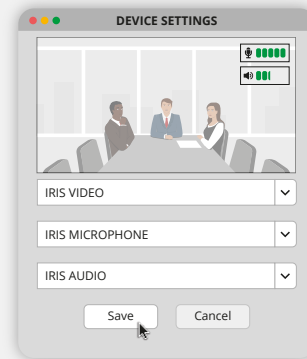 DEVICE SETTINGS
IRIS VIDEO
IRIS MICROPHONE
IRIS AUDIO
Save Cancel